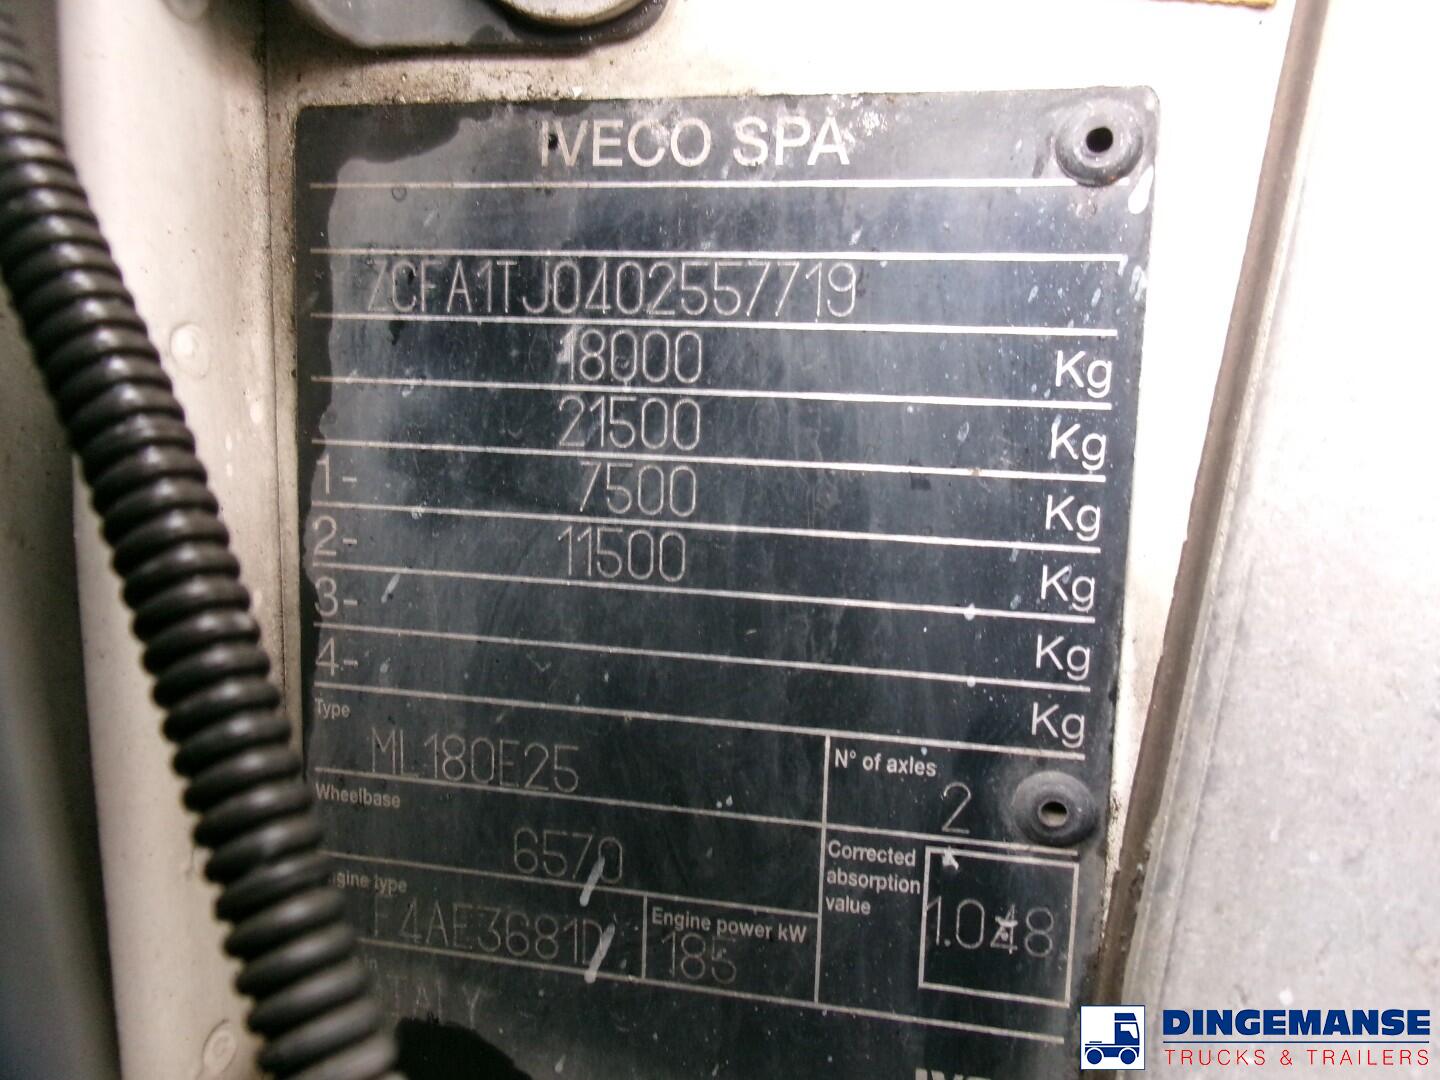 IVECO SPA
ZCFA1TJ0402557719
18000 Kg
21500 Kg
1- 7500 Kg
2- 11500 Kg
3- Kg
4- Kg
Type
ML180E25
N° of axles
2
Wheelbase
6570
Corrected
absorption
value
1.048
Engine type
F4AE3681D
Engine power kW
185
ITALY
DINGEMANSE
TRUCKS & TRAILERS